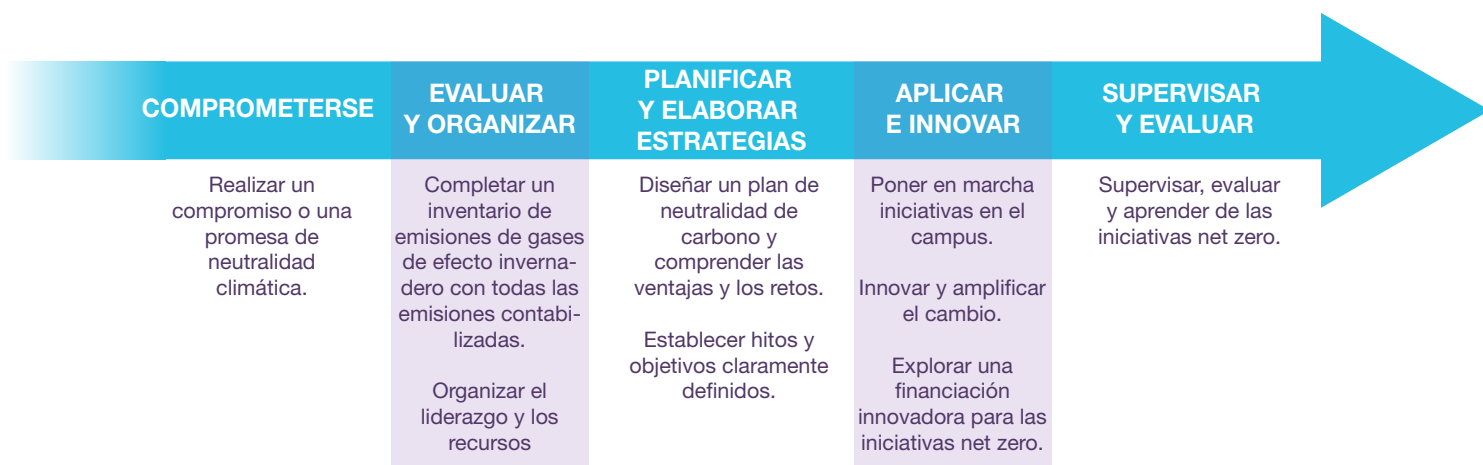 COMPROMETERSE
Realizar un
compromiso o una
promesa de
neutralidad
climática.
EVALUAR
Y ORGANIZAR
Completar un
inventario de
emisiones de gases
de efecto inverna-
dero con todas las
emisiones contabi-
lizadas.
Organizar el
liderazgo y los
recursos
PLANIFICAR
Y ELABORAR
ESTRATEGIAS
Diseñar un plan de
neutralidad de
carbono y
comprender las
ventajas y los retos.
Establecer hitos y
objetivos claramente
definidos.
APLICAR
E INNOVAR
Poner en marcha
iniciativas en el
campus.
Innovar y amplificar
el cambio.
Explorar una
financiación
innovadora para las
iniciativas net zero.
SUPERVISAR
Y EVALUAR
Supervisar, evaluar
y aprender de las
iniciativas net zero.